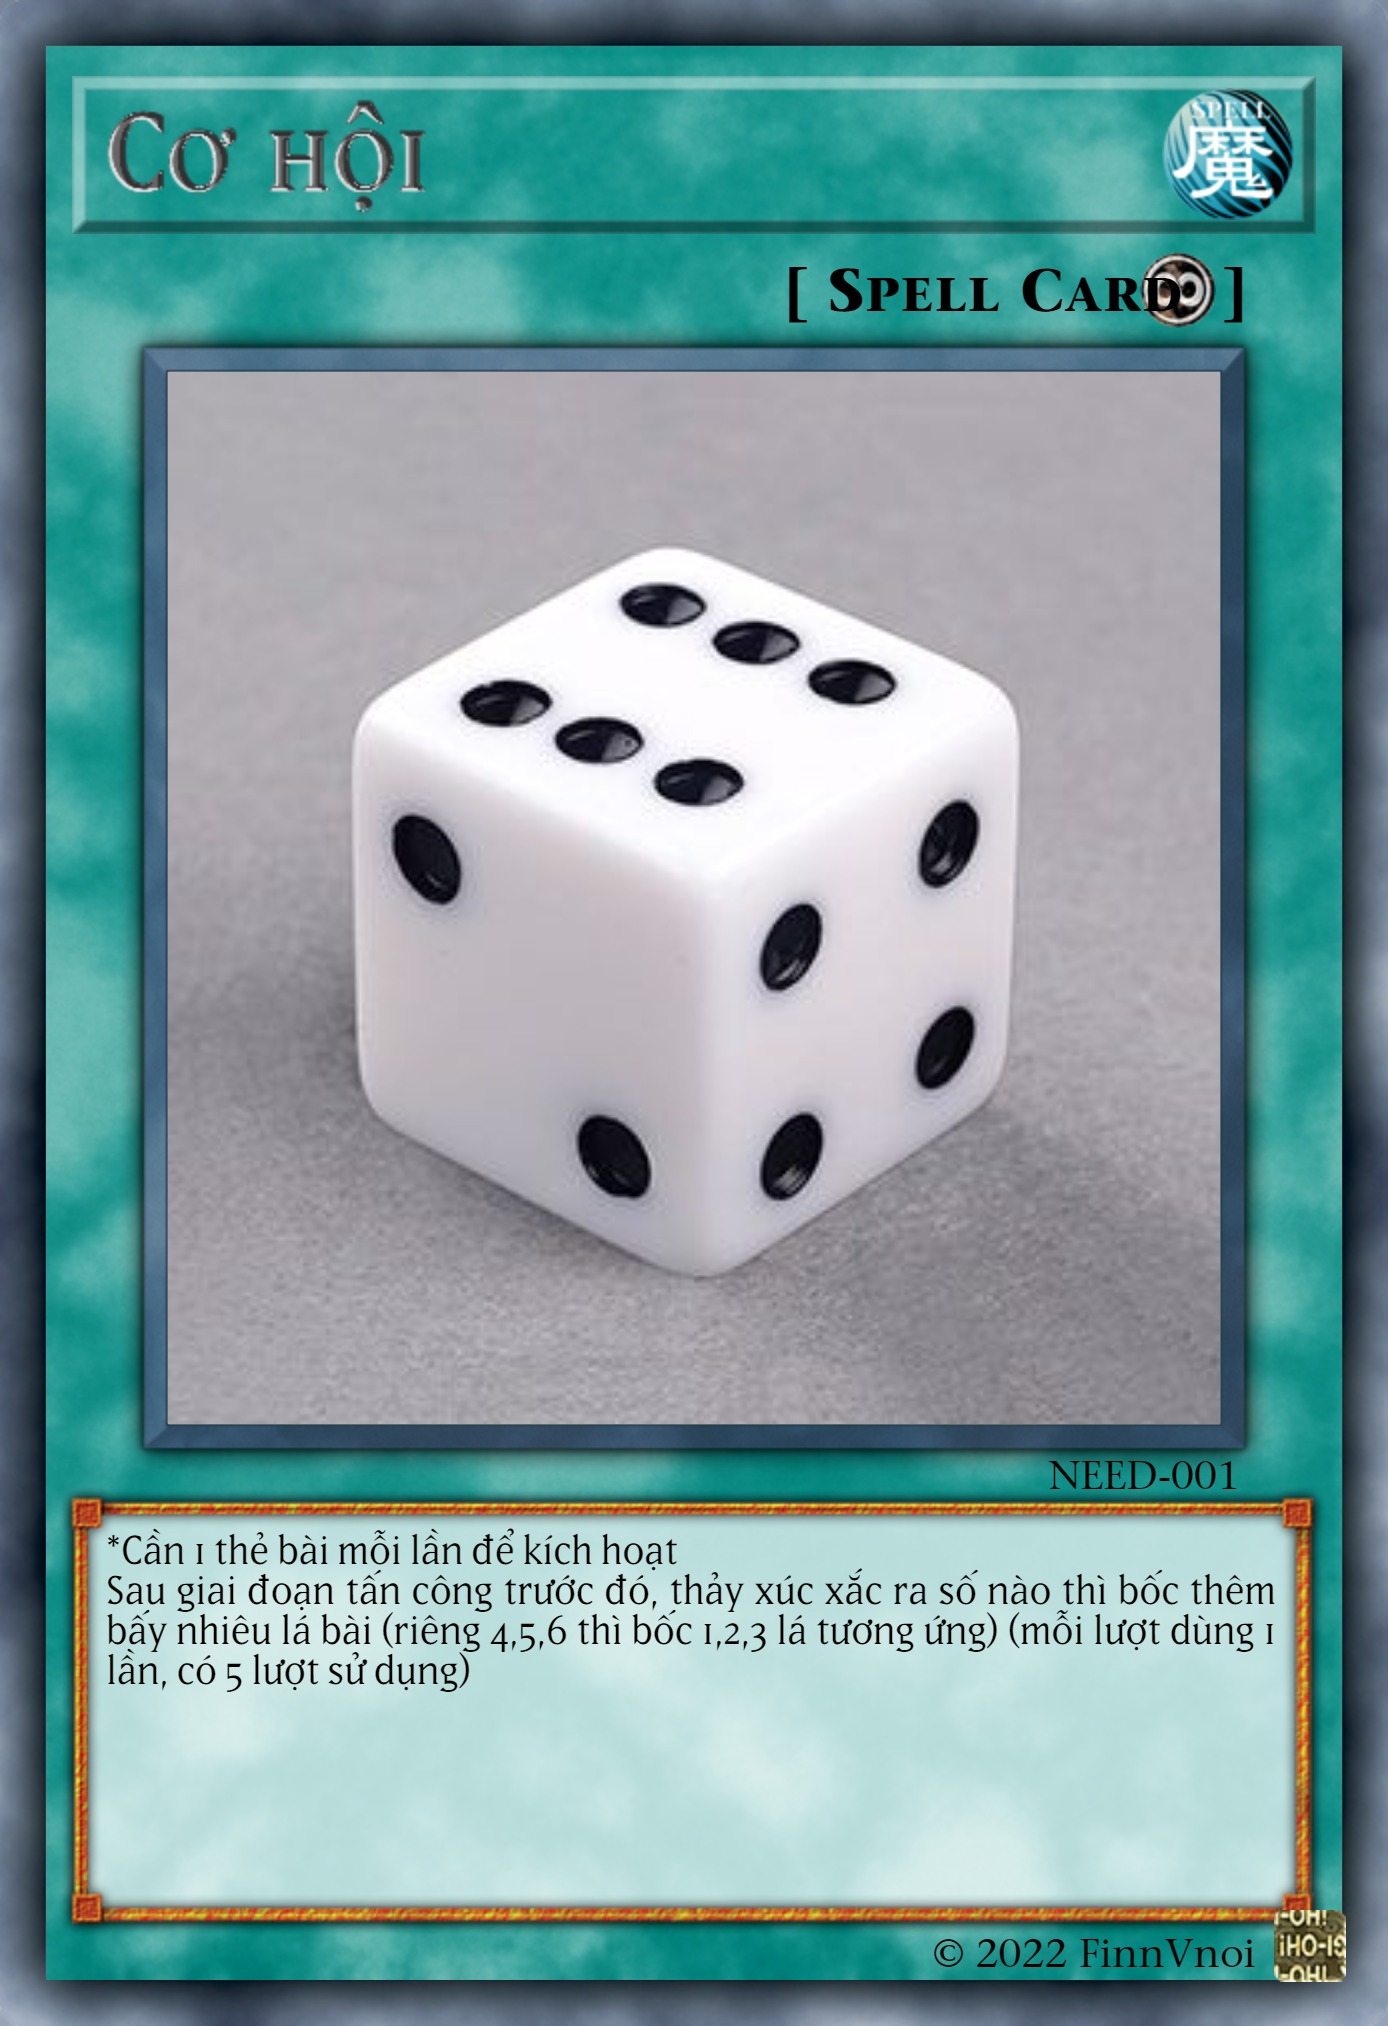 Cơ hội
SPELL
魔
[ Spell Card ]
NEED-001
*Cần 1 thẻ bài mỗi lần để kích hoạt
Sau giai đoạn tấn công trước đó, thảy xúc xắc ra số nào thì bốc thêm
bấy nhiêu lá bài (riêng 4,5,6 thì bốc 1,2,3 lá tương ứng) (mỗi lượt dùng 1
lần, có 5 lượt sử dụng)
© 2022 FinnVnoi